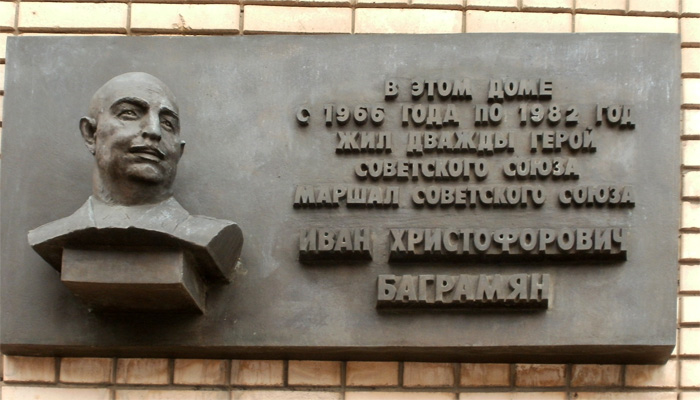 В ЭТОМ ДОМЕ
С 1966 ГОДА ПО 1982 ГОД
ЖИЛ ДВАЖДЫ ГЕРОЙ
СОВЕТСКОГО СОЮЗА
МАРШАЛ СОВЕТСКОГО СОЮЗА
ИВАН ХРИСТОФОРОВИЧ
БАГРАМЯН